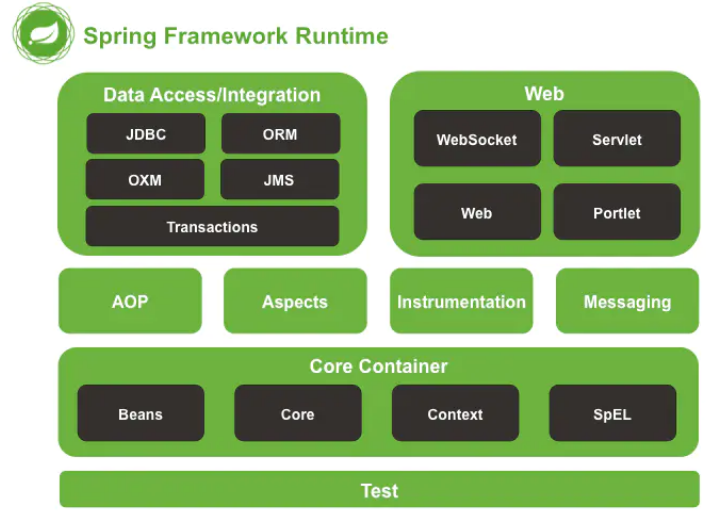 Spring Framework Runtime
Data Access/Integration
JDBC
ORM
OXM
JMS
Transactions
Web
WebSocket
Servlet
Web
Portlet
AOP
Aspects
Instrumentation
Messaging
Core Container
Beans
Core
Context
SpEL
Test